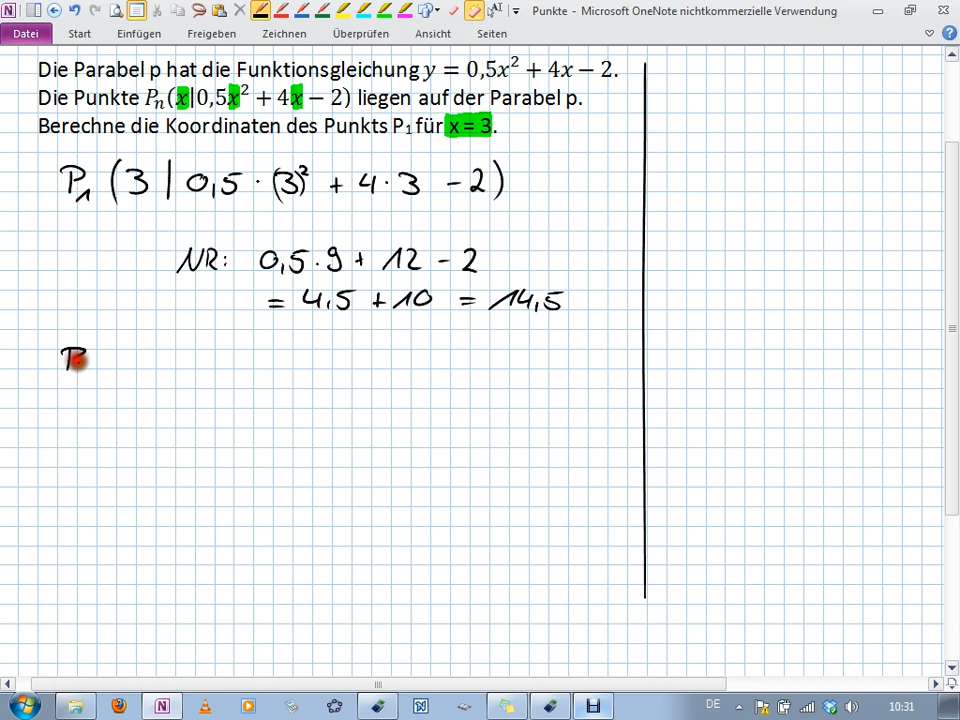 Punkte - Microsoft OneNote nichtkommerzielle Verwendung
Datei Start Einfügen Freigeben Zeichnen Überprüfen Ansicht Seiten
Die Parabel p hat die Funktionsgleichung y = 0,5x² + 4x − 2.
Die Punkte Pₙ(x|0,5x² + 4x − 2) liegen auf der Parabel p.
Berechne die Koordinaten des Punkts P₁ für x = 3.
P₁ (3 | 0,5 · (3)² + 4 · 3 - 2)
NR: 0,5 · 9 + 12 - 2
= 4,5 + 10 = 14,5
P
DE 10:31